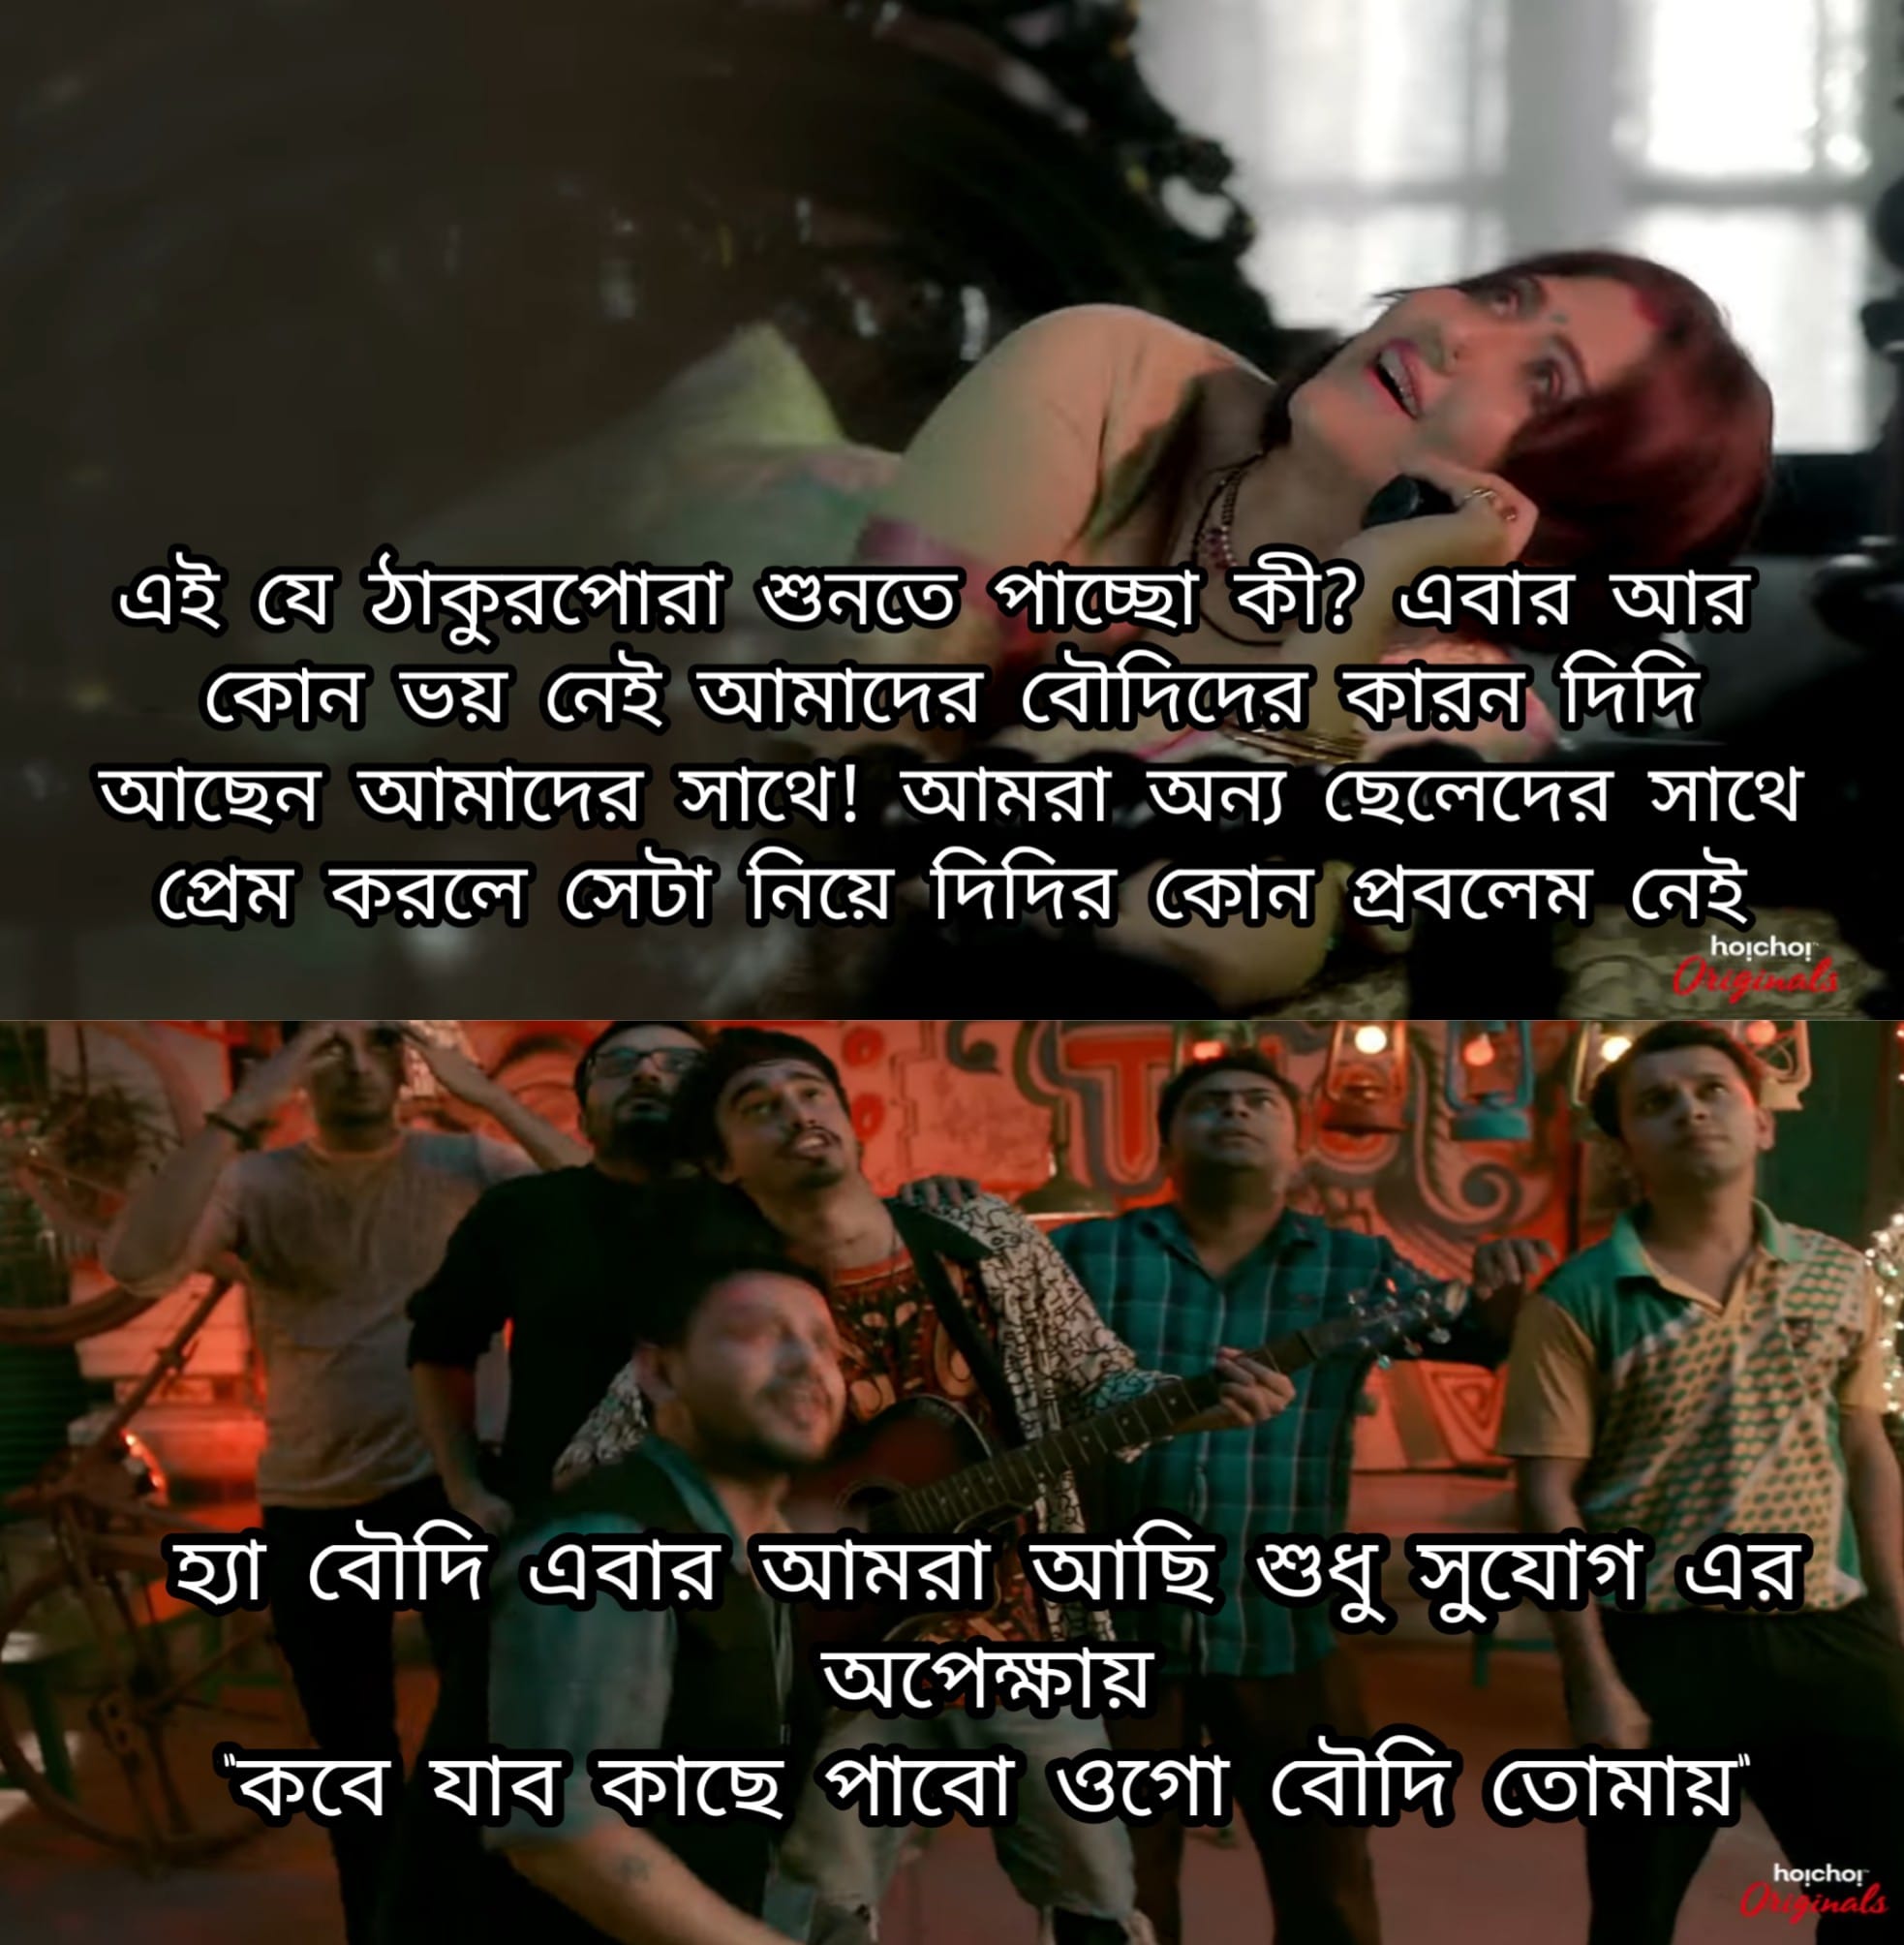 এই যে ঠাকুরপোরা শুনতে পাচ্ছো কী? এবার আর
কোন ভয় নেই আমাদের বৌদিদের কারন দিদি
আছেন আমাদের সাথে! আমরা অন্য ছেলেদের সাথে
প্রেম করলে সেটা নিয়ে দিদির কোন প্রবলেম নেই
hoichoi
Originals
হ্যা বৌদি এবার আমরা আছি শুধু সুযোগ এর
অপেক্ষায়
"কবে যাব কাছে পাবো ওগো বৌদি তোমায়"
hoichoi
Originals